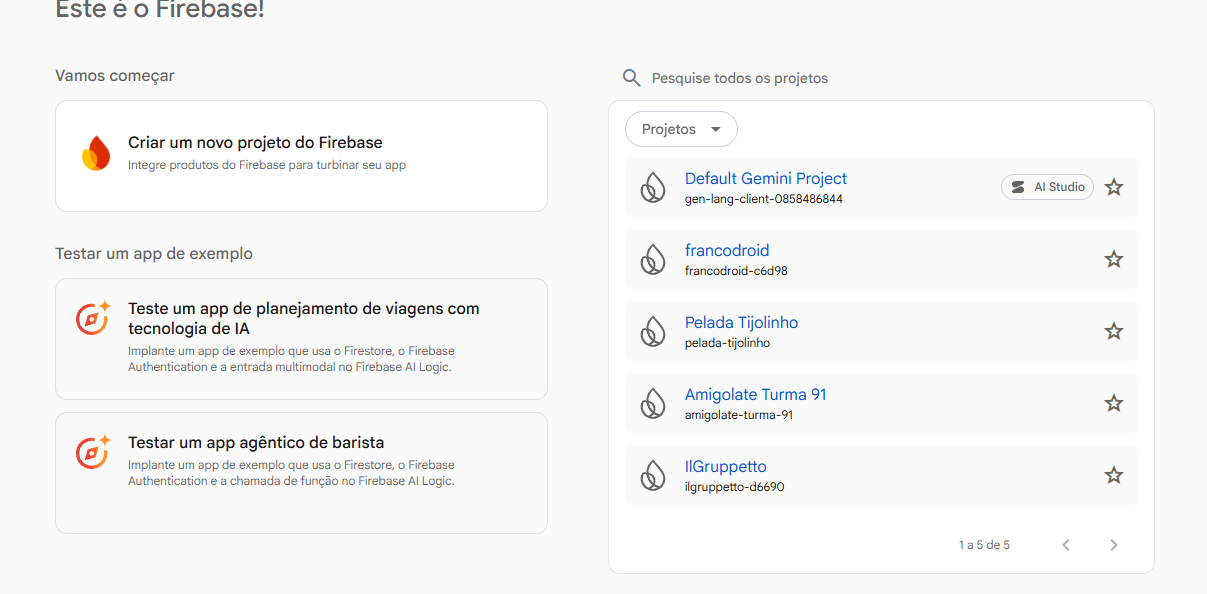 Este é o Firebase!
Vamos começar
Criar um novo projeto do Firebase
Integre produtos do Firebase para turbinar seu app
Testar um app de exemplo
Teste um app de planejamento de viagens com
tecnologia de IA
Implante um app de exemplo que usa o Firestore, o Firebase
Authentication e a entrada multimodal no Firebase AI Logic.
Testar um app agêntico de barista
Implante um app de exemplo que usa o Firestore, o Firebase
Authentication e a chamada de função no Firebase AI Logic.
Pesquise todos os projetos
Projetos
Default Gemini Project
gen-lang-client-0858486844
AI Studio
francodroid
francodroid-c6d98
Pelada Tijolinho
pelada-tijolinho
Amigolate Turma 91
amigolate-turma-91
IlGruppetto
ilgruppetto-d6690
1 a 5 de 5